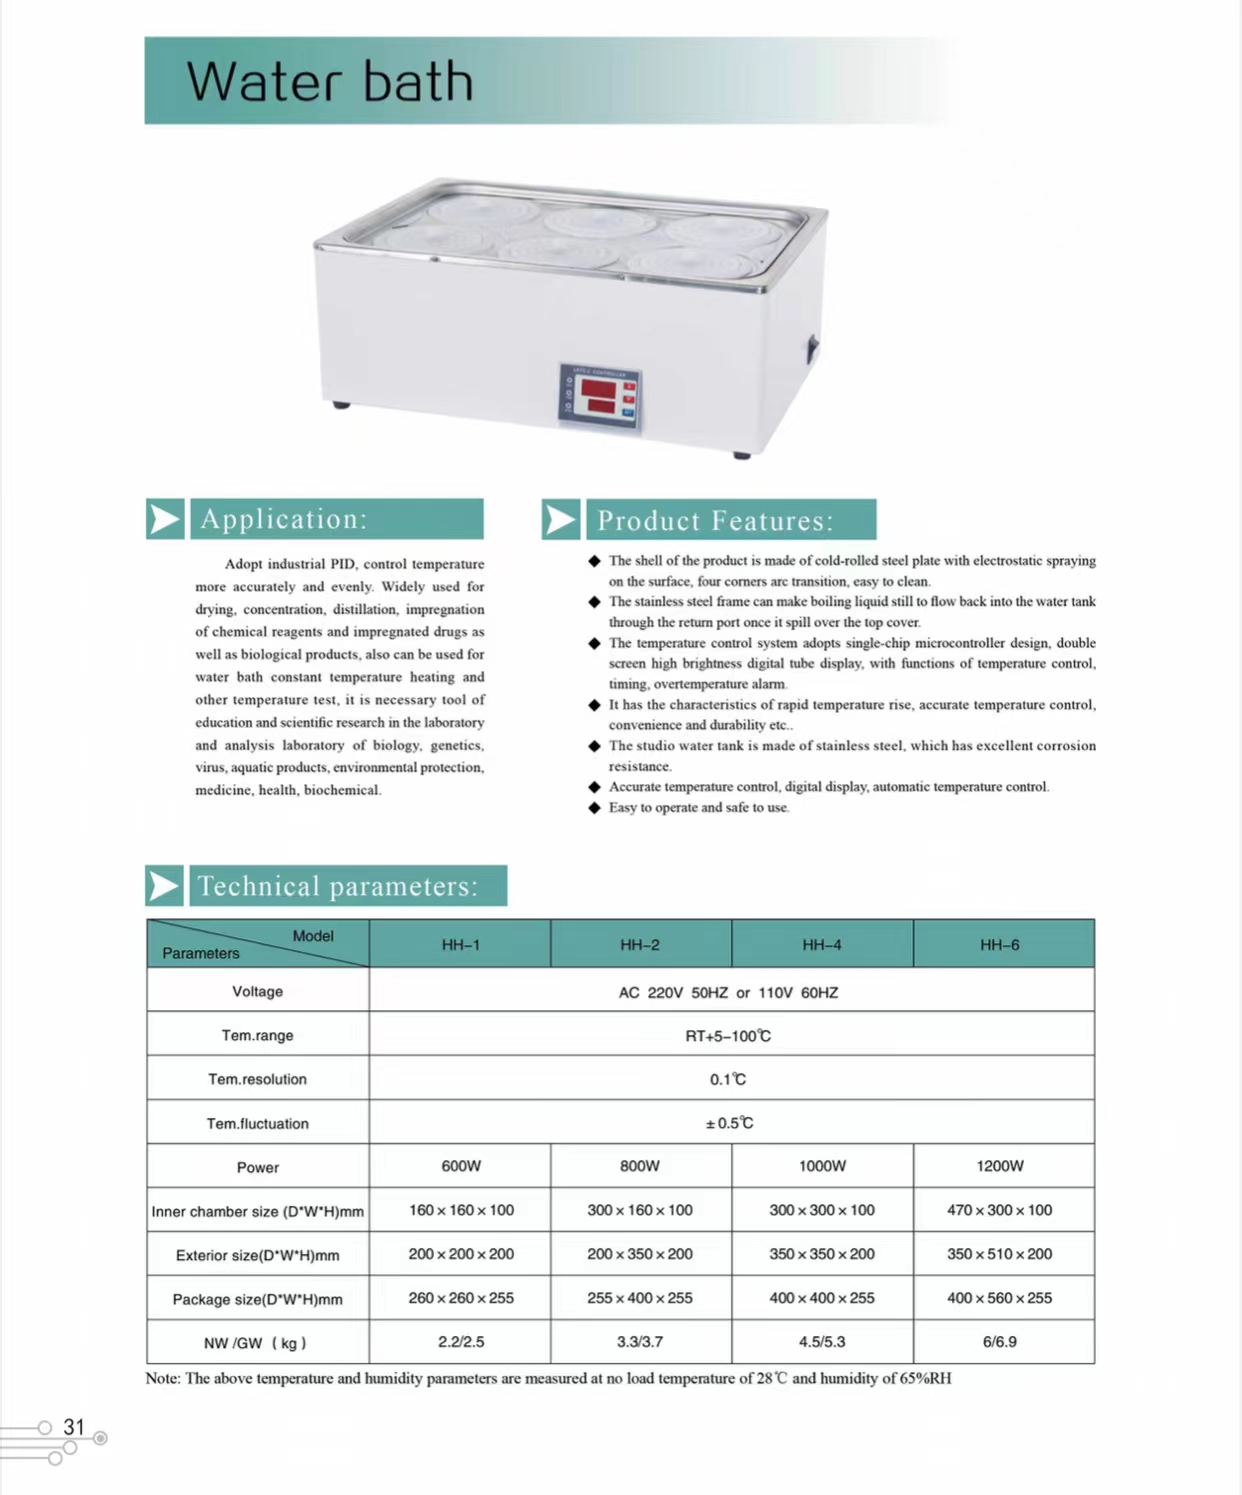 Water bath
Application:
Adopt industrial PID, control temperature
more accurately and evenly. Widely used for
drying, concentration, distillation, impregnation
of chemical reagents and impregnated drugs as
well as biological products, also can be used for
water bath constant temperature heating and
other temperature test, it is necessary tool of
education and scientific research in the laboratory
and analysis laboratory of biology, genetics,
virus, aquatic products, environmental protection,
medicine, health, biochemical.
Product Features:
◆ The shell of the product is made of cold-rolled steel plate with electrostatic spraying
on the surface, four corners arc transition, easy to clean.
◆ The stainless steel frame can make boiling liquid still to flow back into the water tank
through the return port once it spill over the top cover.
◆ The temperature control system adopts single-chip microcontroller design, double
screen high brightness digital tube display, with functions of temperature control,
timing, overtemperature alarm.
◆ It has the characteristics of rapid temperature rise, accurate temperature control,
convenience and durability etc..
◆ The studio water tank is made of stainless steel, which has excellent corrosion
resistance.
◆ Accurate temperature control, digital display, automatic temperature control.
◆ Easy to operate and safe to use.
Technical parameters:
Model
Parameters HH-1 HH-2 HH-4 HH-6
Voltage AC 220V 50HZ or 110V 60HZ
Tem.range RT+5-100℃
Tem.resolution 0.1℃
Tem.fluctuation ±0.5℃
Power 600W 800W 1000W 1200W
Inner chamber size (D*W*H)mm 160×160×100 300×160×100 300×300×100 470×300×100
Exterior size(D*W*H)mm 200×200×200 200×350×200 350×350×200 350×510×200
Package size(D*W*H)mm 260×260×255 255×400×255 400×400×255 400×560×255
NW /GW (kg) 2.2/2.5 3.3/3.7 4.5/5.3 6/6.9
Note: The above temperature and humidity parameters are measured at no load temperature of 28℃ and humidity of 65%RH
31